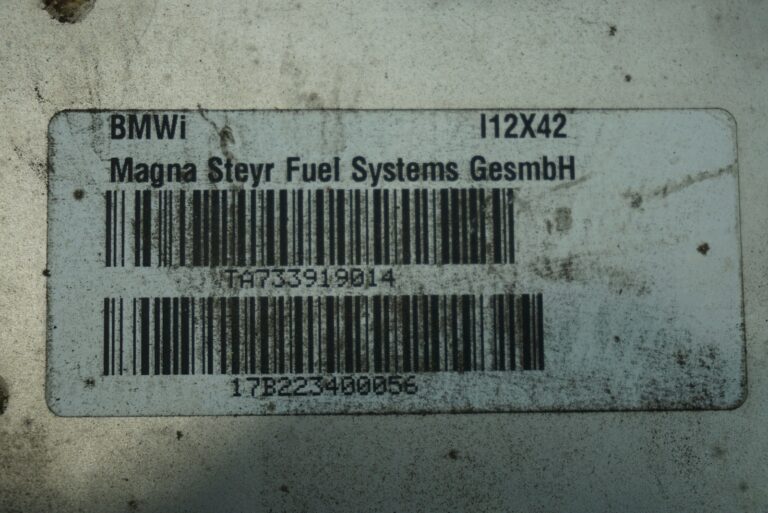 BMWi I12X42
Magna Steyr Fuel Systems GesmbH
TA733919014
17B223400056